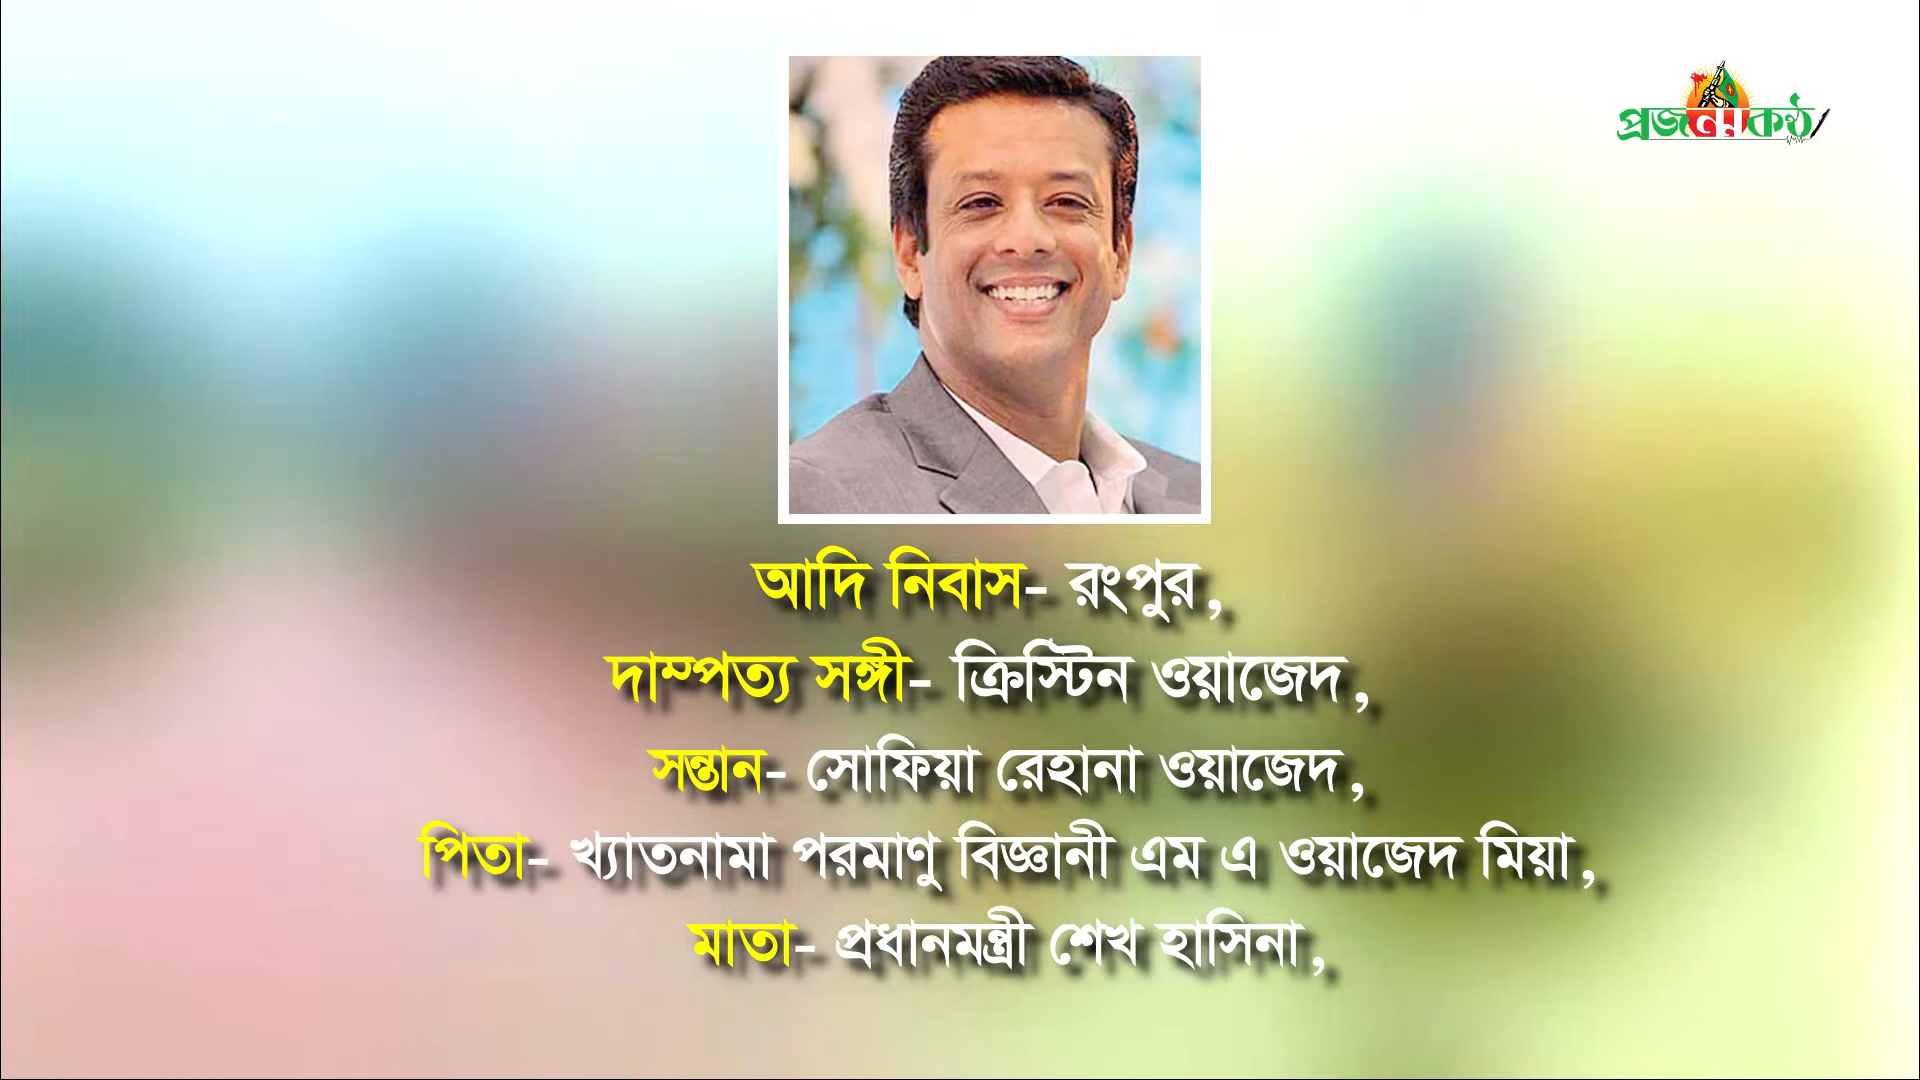 প্রজন্মকণ্ঠ
আদি নিবাস- রংপুর,
দাম্পত্য সঙ্গী- ক্রিস্টিন ওয়াজেদ,
সন্তান- সোফিয়া রেহানা ওয়াজেদ,
পিতা- খ্যাতনামা পরমাণু বিজ্ঞানী এম এ ওয়াজেদ মিয়া,
মাতা- প্রধানমন্ত্রী শেখ হাসিনা,